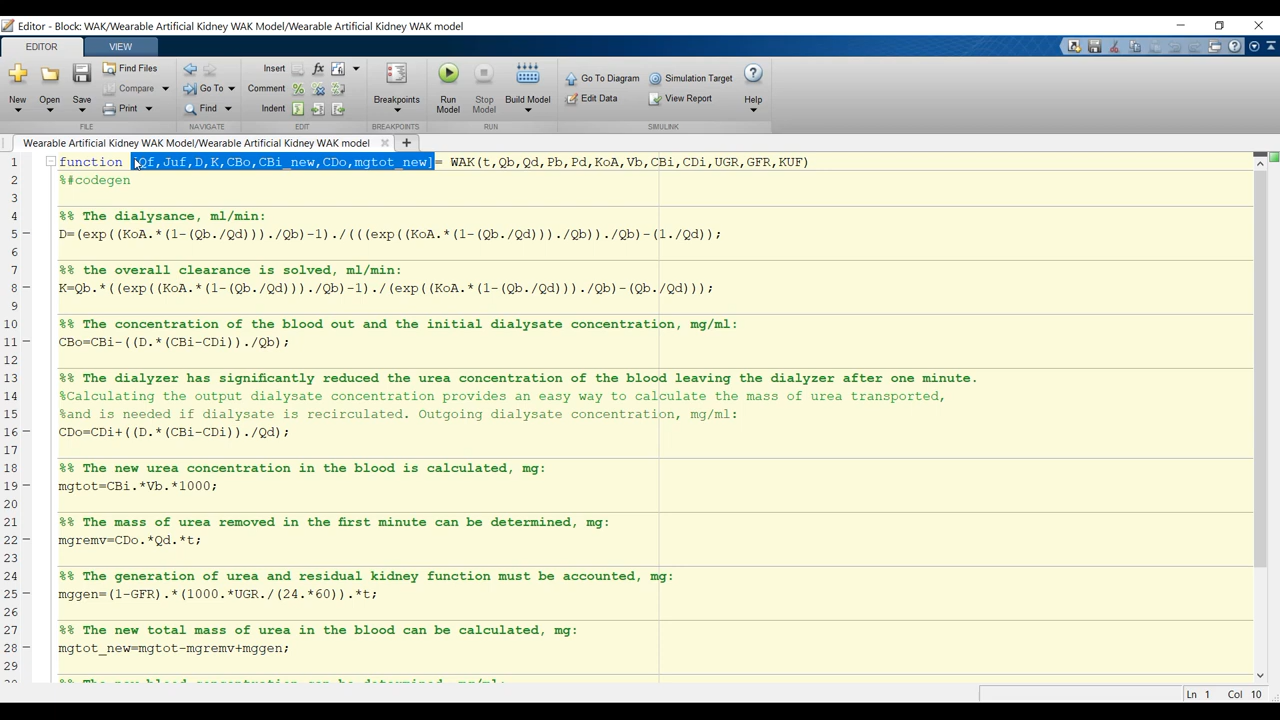 Editor - Block: WAK/Wearable Artificial Kidney WAK Model/Wearable Artificial Kidney WAK model
EDITOR VIEW
New Open Save Find Files Compare Print
FILE
Go To Find
NAVIGATE
Insert fx
Comment
Indent
EDIT
Breakpoints
BREAKPOINTS
Run Model Stop Model Build Model
RUN
Go To Diagram Simulation Target
Edit Data View Report
Help
SIMULINK
Wearable Artificial Kidney WAK Model/Wearable Artificial Kidney WAK model
1 function [Qf,Juf,D,K,CBo,CBi_new,CDo,mgtot_new]= WAK(t,Qb,Qd,Pb,Pd,KoA,Vb,CBi,CDi,UGR,GFR,KUF)
2 %#codegen
3
4 %% The dialysance, ml/min:
5 D=(exp((KoA.*(1-(Qb./Qd)))./Qb)-1)./(((exp((KoA.*(1-(Qb./Qd)))./Qb))./Qb)-(1./Qd));
6
7 %% the overall clearance is solved, ml/min:
8 K=Qb.*((exp((KoA.*(1-(Qb./Qd)))./Qb)-1)./(exp((KoA.*(1-(Qb./Qd)))./Qb)-(Qb./Qd)));
9
10 %% The concentration of the blood out and the initial dialysate concentration, mg/ml:
11 CBo=CBi-((D.*(CBi-CDi))./Qb);
12
13 %% The dialyzer has significantly reduced the urea concentration of the blood leaving the dialyzer after one minute.
14 %Calculating the output dialysate concentration provides an easy way to calculate the mass of urea transported,
15 %and is needed if dialysate is recirculated. Outgoing dialysate concentration, mg/ml:
16 CDo=CDi+((D.*(CBi-CDi))./Qd);
17
18 %% The new urea concentration in the blood is calculated, mg:
19 mgtot=CBi.*Vb.*1000;
20
21 %% The mass of urea removed in the first minute can be determined, mg:
22 mgremv=CDo.*Qd.*t;
23
24 %% The generation of urea and residual kidney function must be accounted, mg:
25 mggen=(1-GFR).*(1000.*UGR./(24.*60)).*t;
26
27 %% The new total mass of urea in the blood can be calculated, mg:
28 mgtot_new=mgtot-mgremv+mggen;
29
Ln 1 Col 10